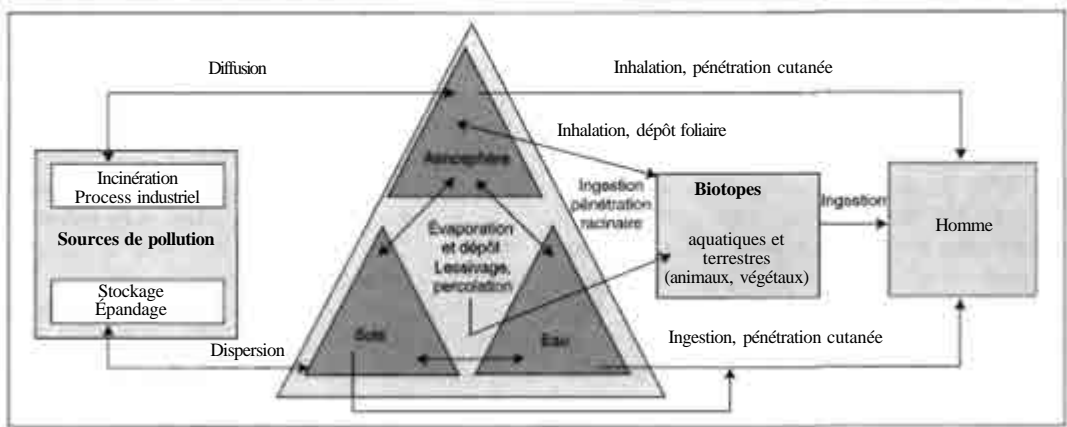 Diffusion
Inhalation, pénétration cutanée
Inhalation, dépôt foliaire
Incinération
Process industriel
Sources de pollution
Stockage
Épandage
Dispersion
Atmosphère
Ingestion
pénétration
racinaire
Évaporation
et dépôt
Lessivage,
percolation
Sols
Eau
Biotopes
aquatiques et
terrestres
(animaux, végétaux)
Ingestion
Homme
Ingestion, pénétration cutanée